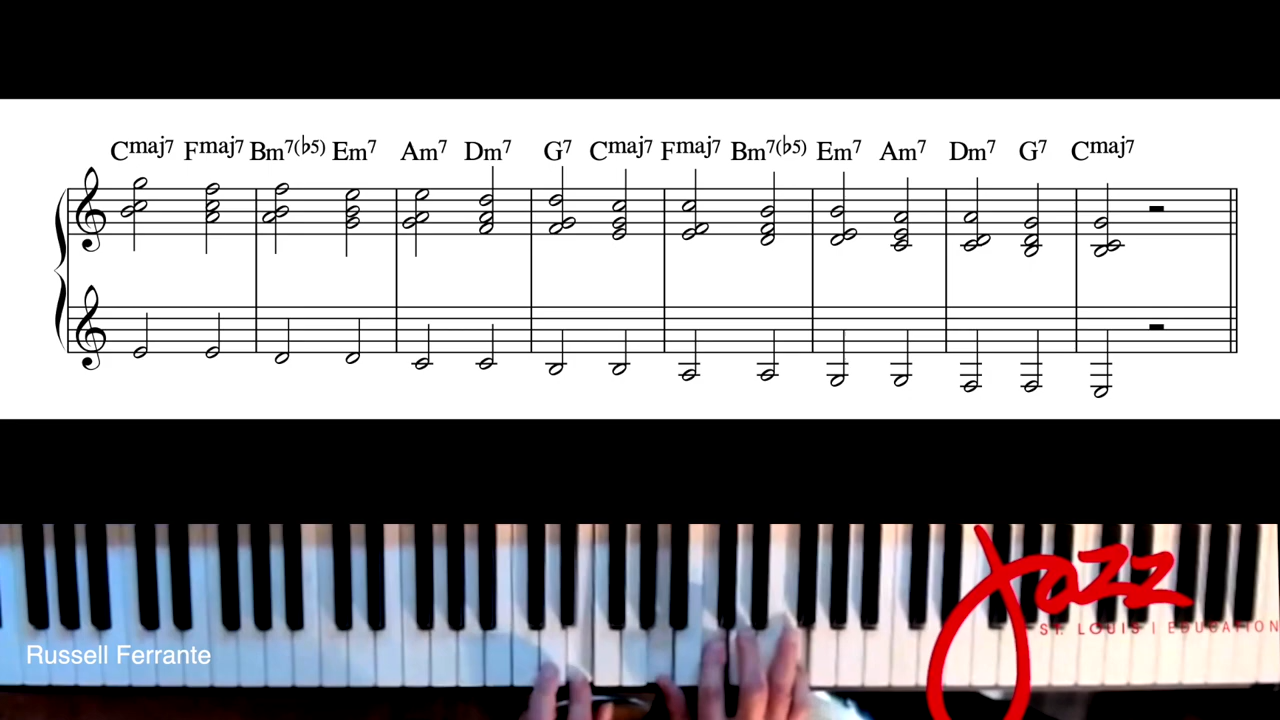 Cmaj7 Fmaj7 Bm7(♭5) Em7 Am7 Dm7 G7 Cmaj7 Fmaj7 Bm7(♭5) Em7 Am7 Dm7 G7 Cmaj7
Jazz
ST. LOUIS | EDUCATION
Russell Ferrante